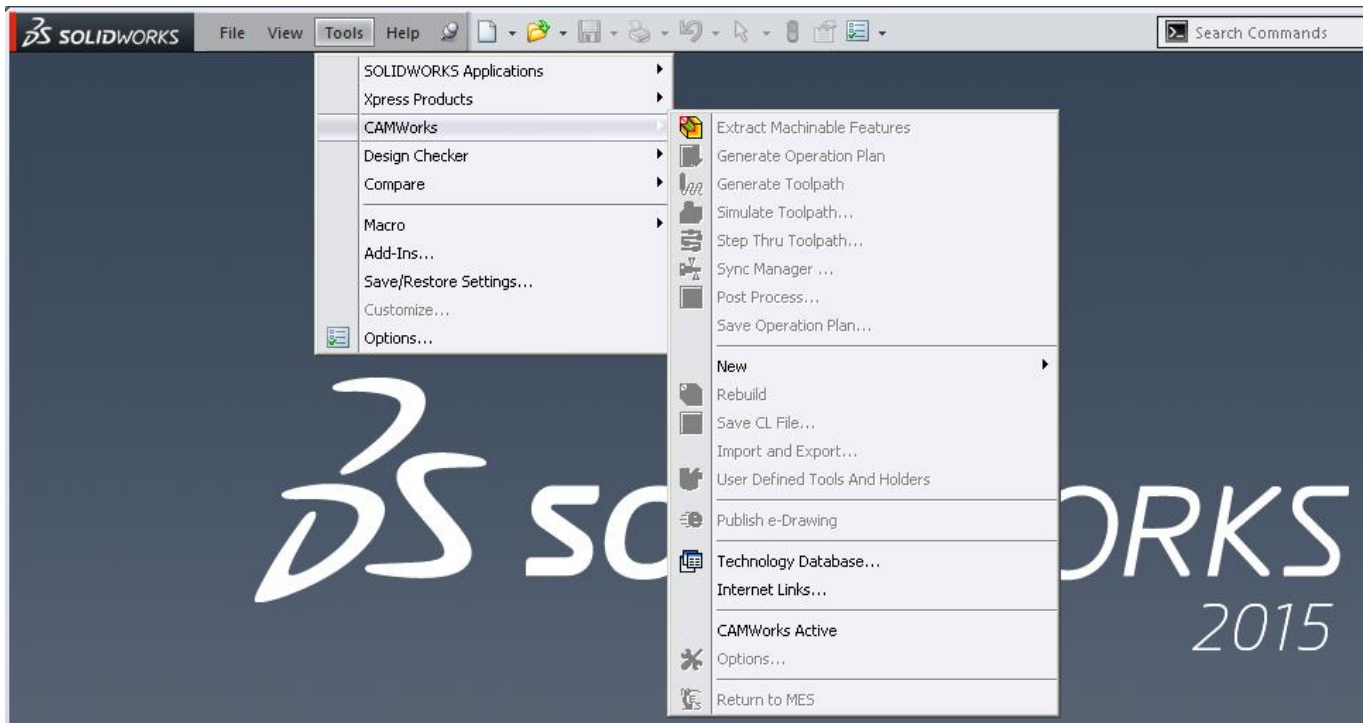 SOLIDWORKS File View Tools Help Search Commands
SOLIDWORKS Applications
Xpress Products
CAMWorks
Design Checker
Compare
Macro
Add-Ins...
Save/Restore Settings...
Customize...
Options...
Extract Machinable Features
Generate Operation Plan
Generate Toolpath
Simulate Toolpath...
Step Thru Toolpath...
Sync Manager ...
Post Process...
Save Operation Plan...
New
Rebuild
Save CL File...
Import and Export...
User Defined Tools And Holders
Publish e-Drawing
Technology Database...
Internet Links...
CAMWorks Active
Options...
Return to MES
SO ORKS
2015